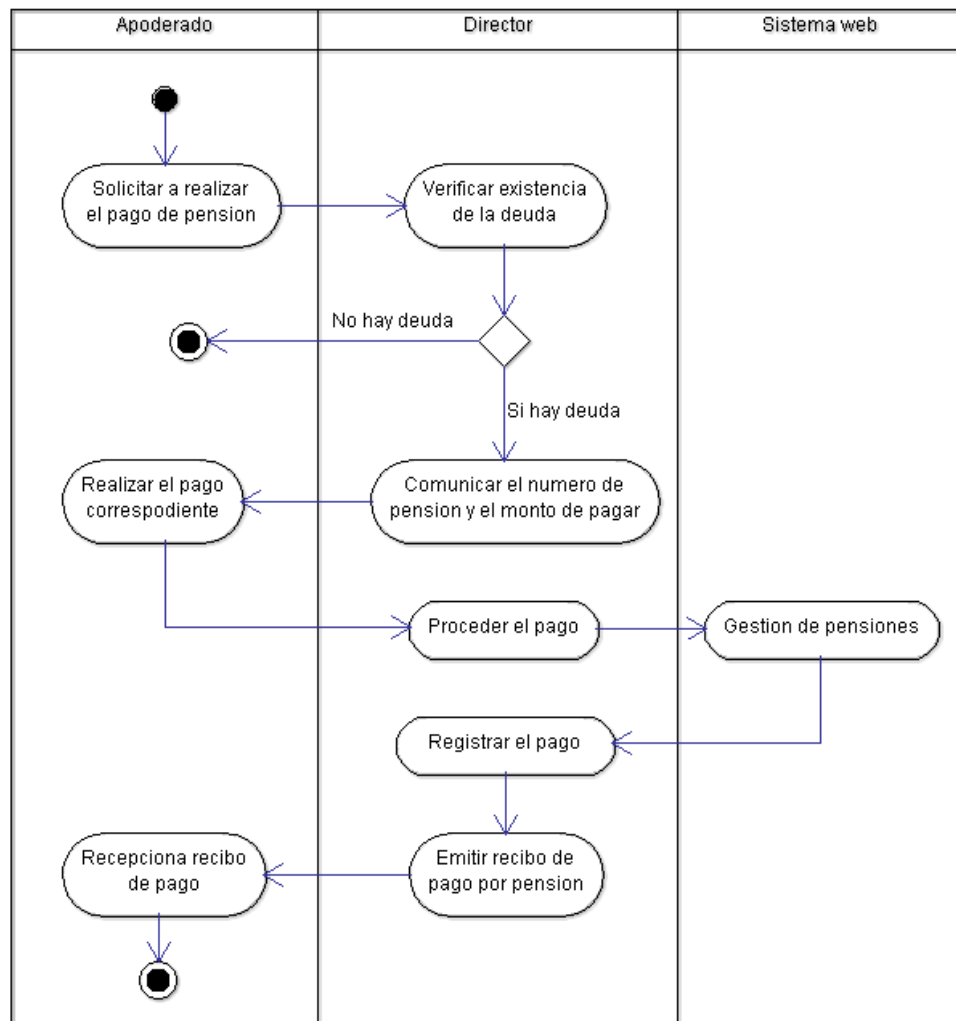 Apoderado
Director
Sistema web
Solicitar a realizar
el pago de pension
Verificar existencia
de la deuda
No hay deuda
Si hay deuda
Realizar el pago
correspodiente
Comunicar el numero de
pension y el monto de pagar
Proceder el pago
Gestion de pensiones
Registrar el pago
Recepciona recibo
de pago
Emitir recibo de
pago por pension